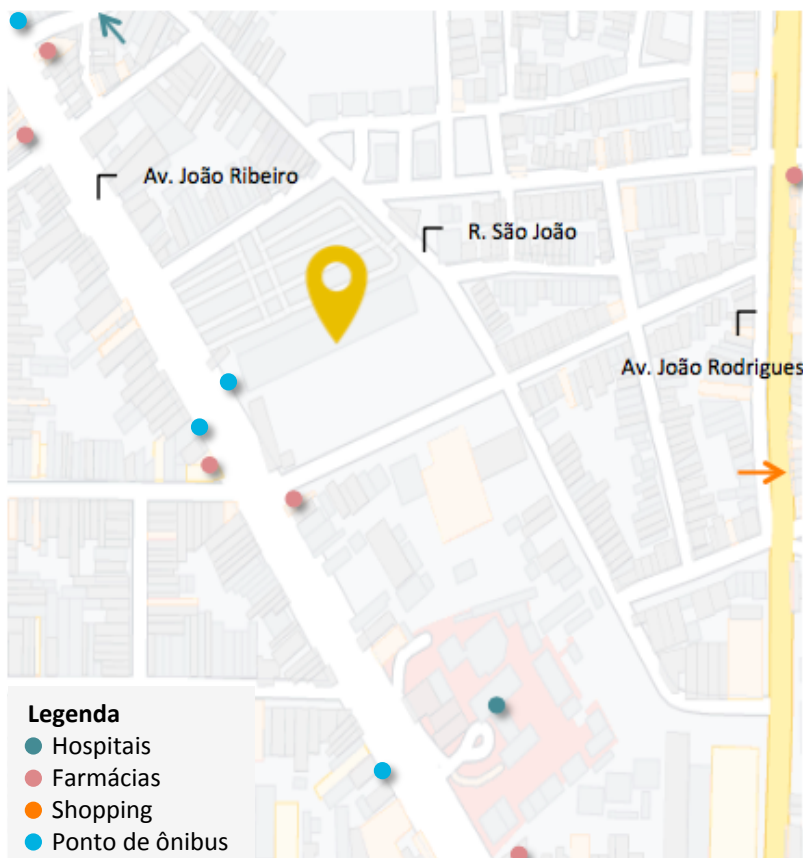 Av. João Ribeiro
R. São João
Av. João Rodrigues
Legenda
Hospitais
Farmácias
Shopping
Ponto de ônibus